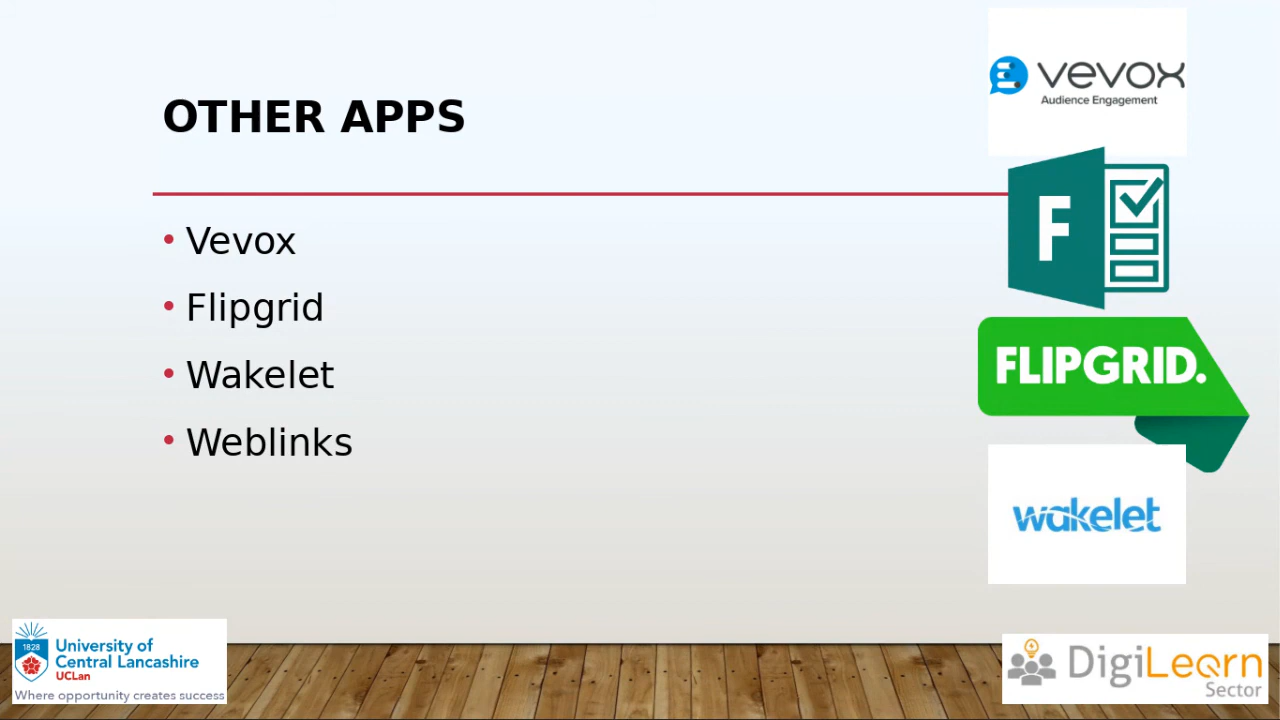 OTHER APPS
• Vevox
• Flipgrid
• Wakelet
• Weblinks
vevox
Audience Engagement
F
FLIPGRID.
wakelet
1828
University of
Central Lancashire
UCLan
Where opportunity creates success
DigiLearn
Sector